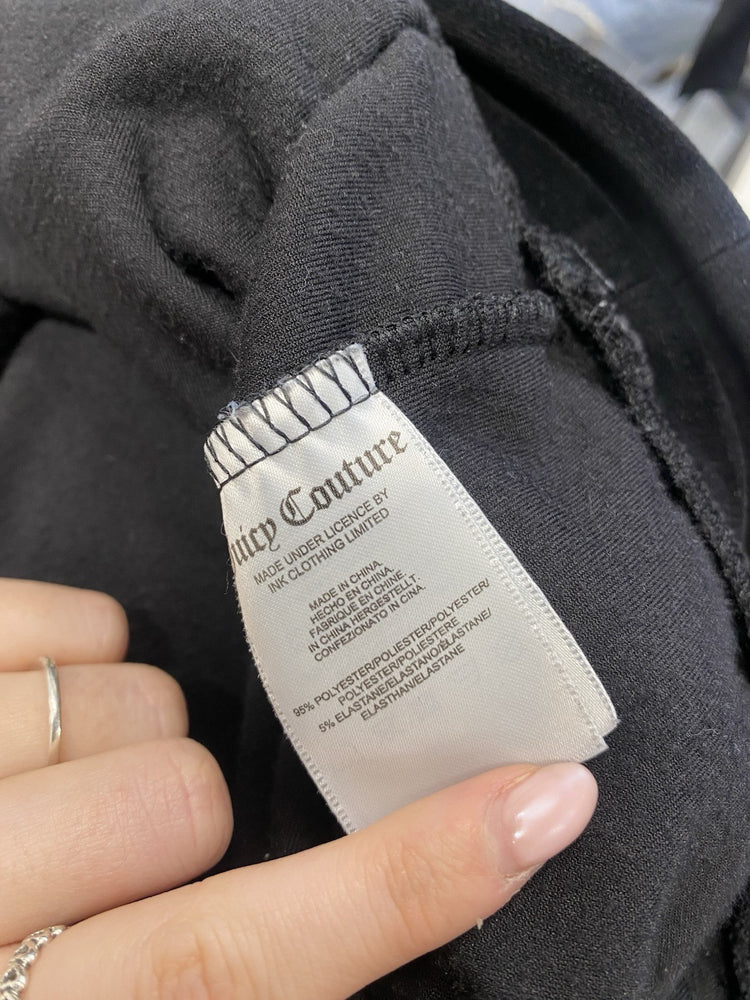 Juicy Couture
MADE UNDER LICENCE BY
INK CLOTHING LIMITED
MADE IN CHINA
HECHO EN CHINA,
FABRIQUE EN CHINE,
IN CHINA HERGESTELLT.
CONFEZIONATO IN CINA.
95% POLYESTER/POLIESTER/POLYESTER/
POLYESTER/POLIESTERE
5% ELASTANE/ELASTANO/ÉLASTANE/
ELASTHAN/ELASTANE